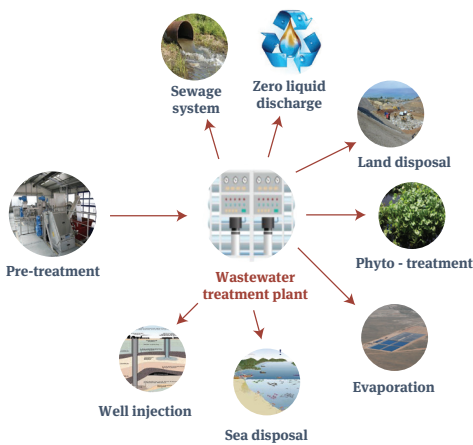 Sewage
system
Zero liquid
discharge
Land disposal
Pre-treatment
Wastewater
treatment plant
Phyto - treatment
Evaporation
Well injection
Sea disposal